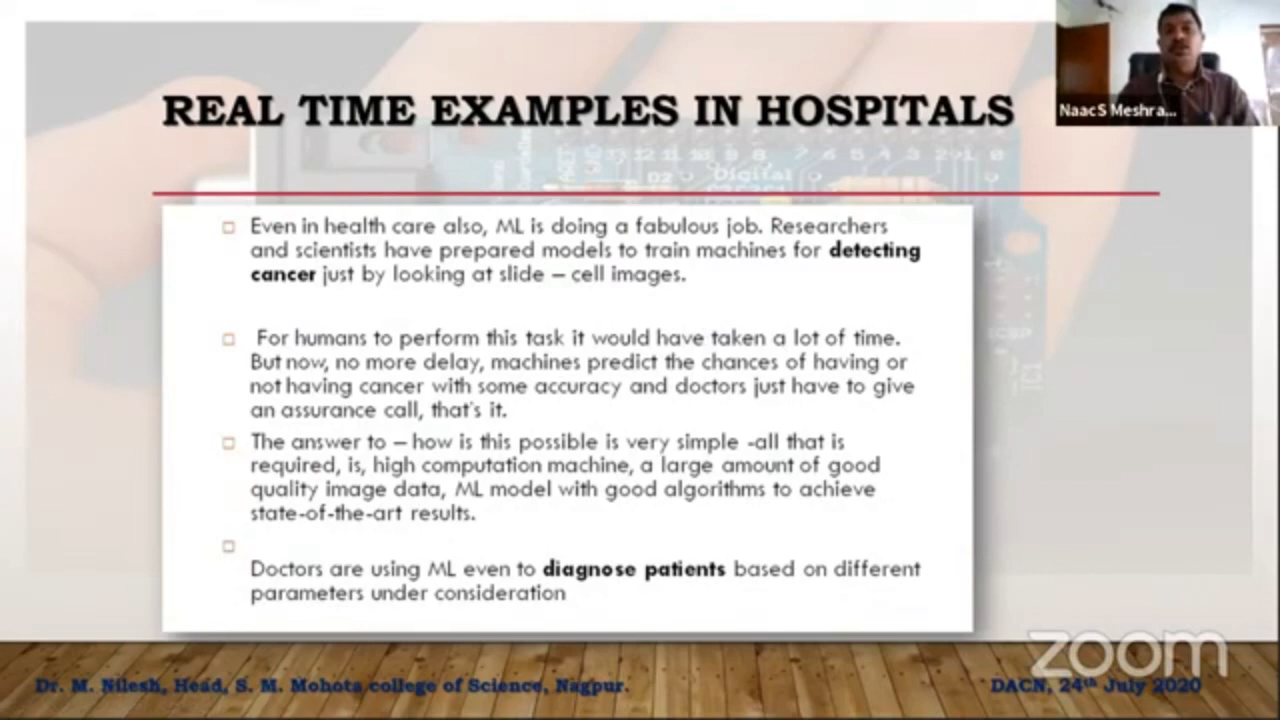 REAL TIME EXAMPLES IN HOSPITALS
NaacS Meshra...
Even in health care also, ML is doing a fabulous job. Researchers
and scientists have prepared models to train machines for detecting
cancer just by looking at slide – cell images.
For humans to perform this task it would have taken a lot of time.
But now, no more delay, machines predict the chances of having or
not having cancer with some accuracy and doctors just have to give
an assurance call, that's it.
The answer to – how is this possible is very simple -all that is
required, is, high computation machine, a large amount of good
quality image data, ML model with good algorithms to achieve
state-of-the-art results.
Doctors are using ML even to diagnose patients based on different
parameters under consideration
zoom
Dr. M. Nilesh, Head, S. M. Mohota college of Science, Nagpur.
DACN, 24th July 2020
Digital